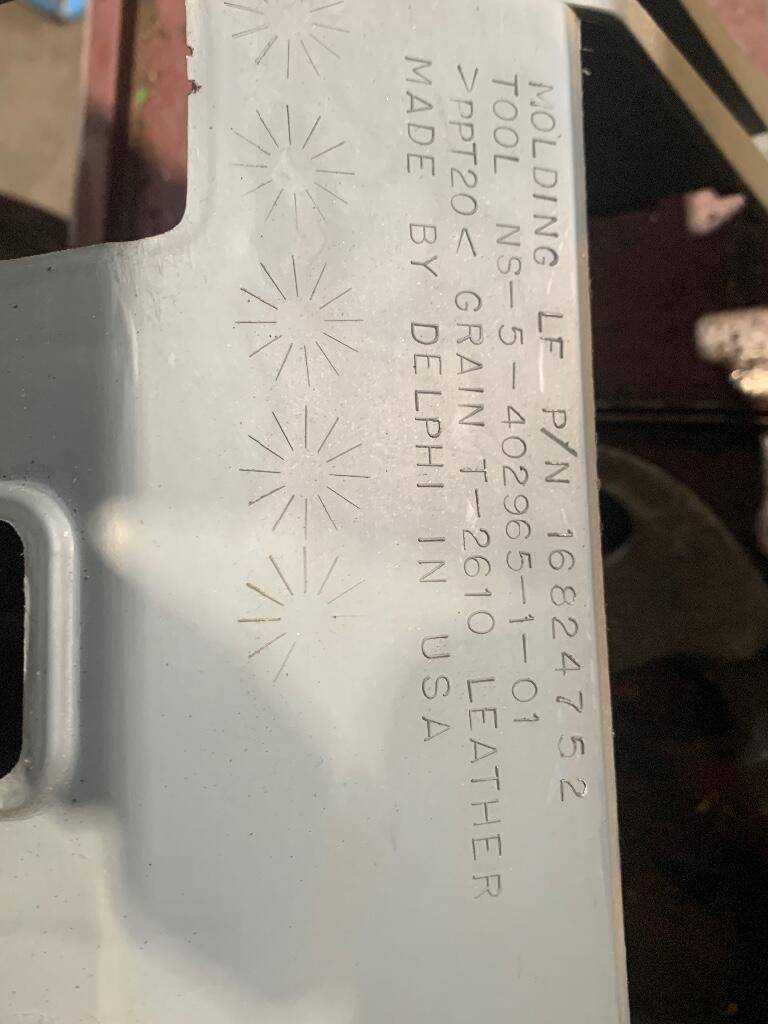 MOLDING LF P/N 16824752
TOOL NS-5-402965-1-01
>PPT20< GRAIN T-2610 LEATHER
MADE BY DELPHI IN USA